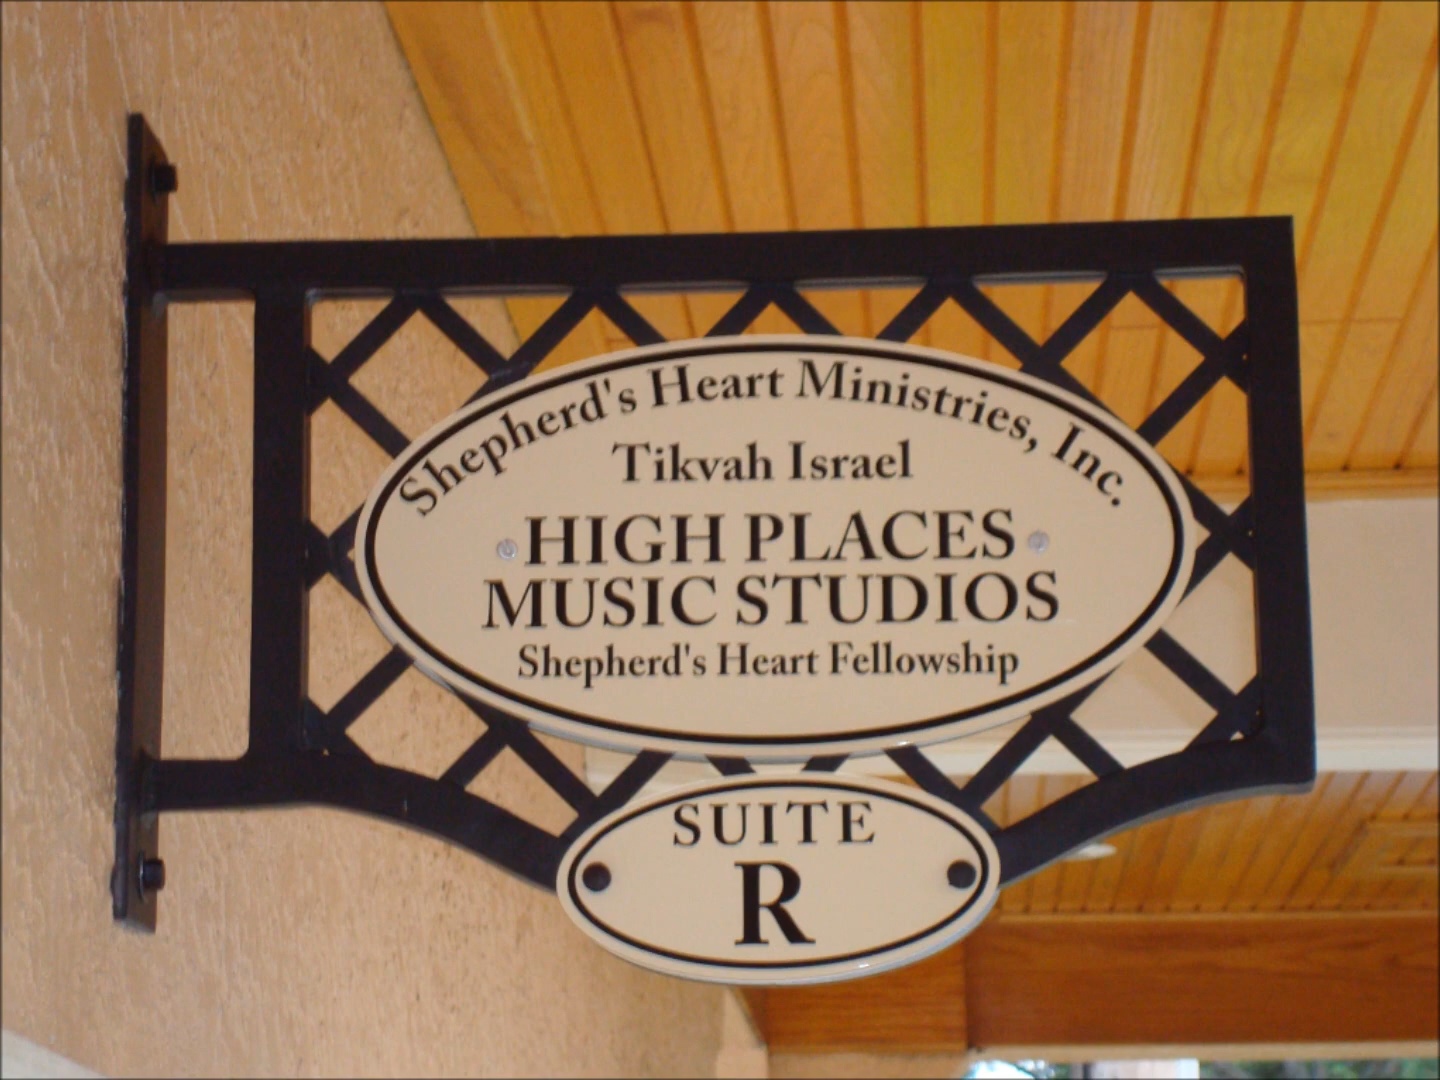 Shepherd's Heart Ministries, Inc.
Tikvah Israel
HIGH PLACES
MUSIC STUDIOS
Shepherd's Heart Fellowship
SUITE
R